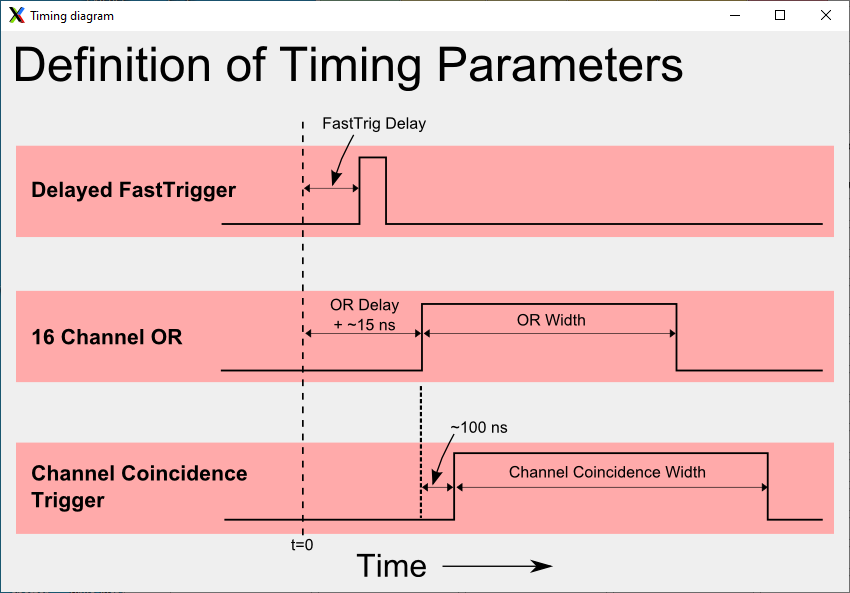 Timing diagram
Definition of Timing Parameters
FastTrig Delay
Delayed FastTrigger
OR Delay
+ ~15 ns
OR Width
16 Channel OR
~100 ns
Channel Coincidence
Trigger
Channel Coincidence Width
t=0
Time